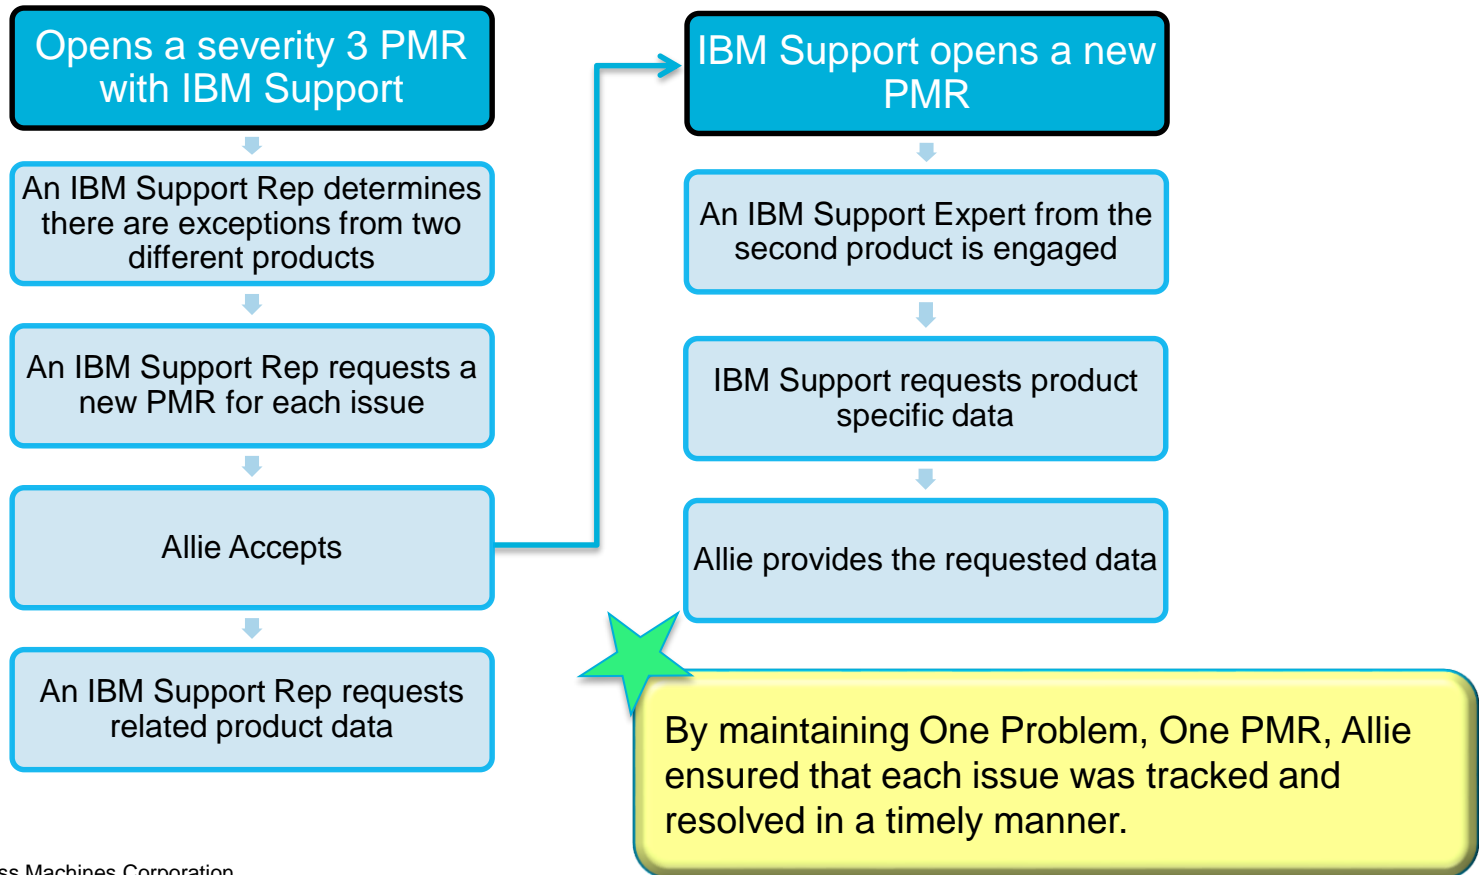 Opens a severity 3 PMR
with IBM Support
An IBM Support Rep determines
there are exceptions from two
different products
An IBM Support Rep requests a
new PMR for each issue
Allie Accepts
An IBM Support Rep requests
related product data
IBM Support opens a new
PMR
An IBM Support Expert from the
second product is engaged
IBM Support requests product
specific data
Allie provides the requested data
By maintaining One Problem, One PMR, Allie
ensured that each issue was tracked and
resolved in a timely manner.
ss Machines Corporation